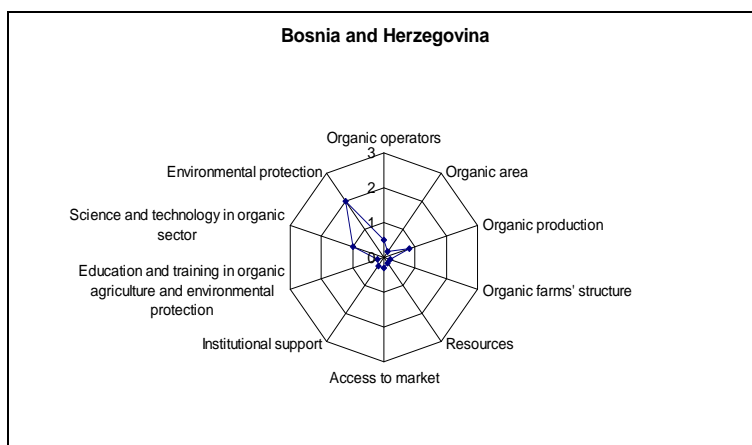 Bosnia and Herzegovina
Organic operators
3
Environmental protection
Organic area
2
Science and technology in organic
sector
1
Organic production
0
Education and training in organic
agriculture and environmental
protection
Organic farms' structure
Institutional support
Resources
Access to market